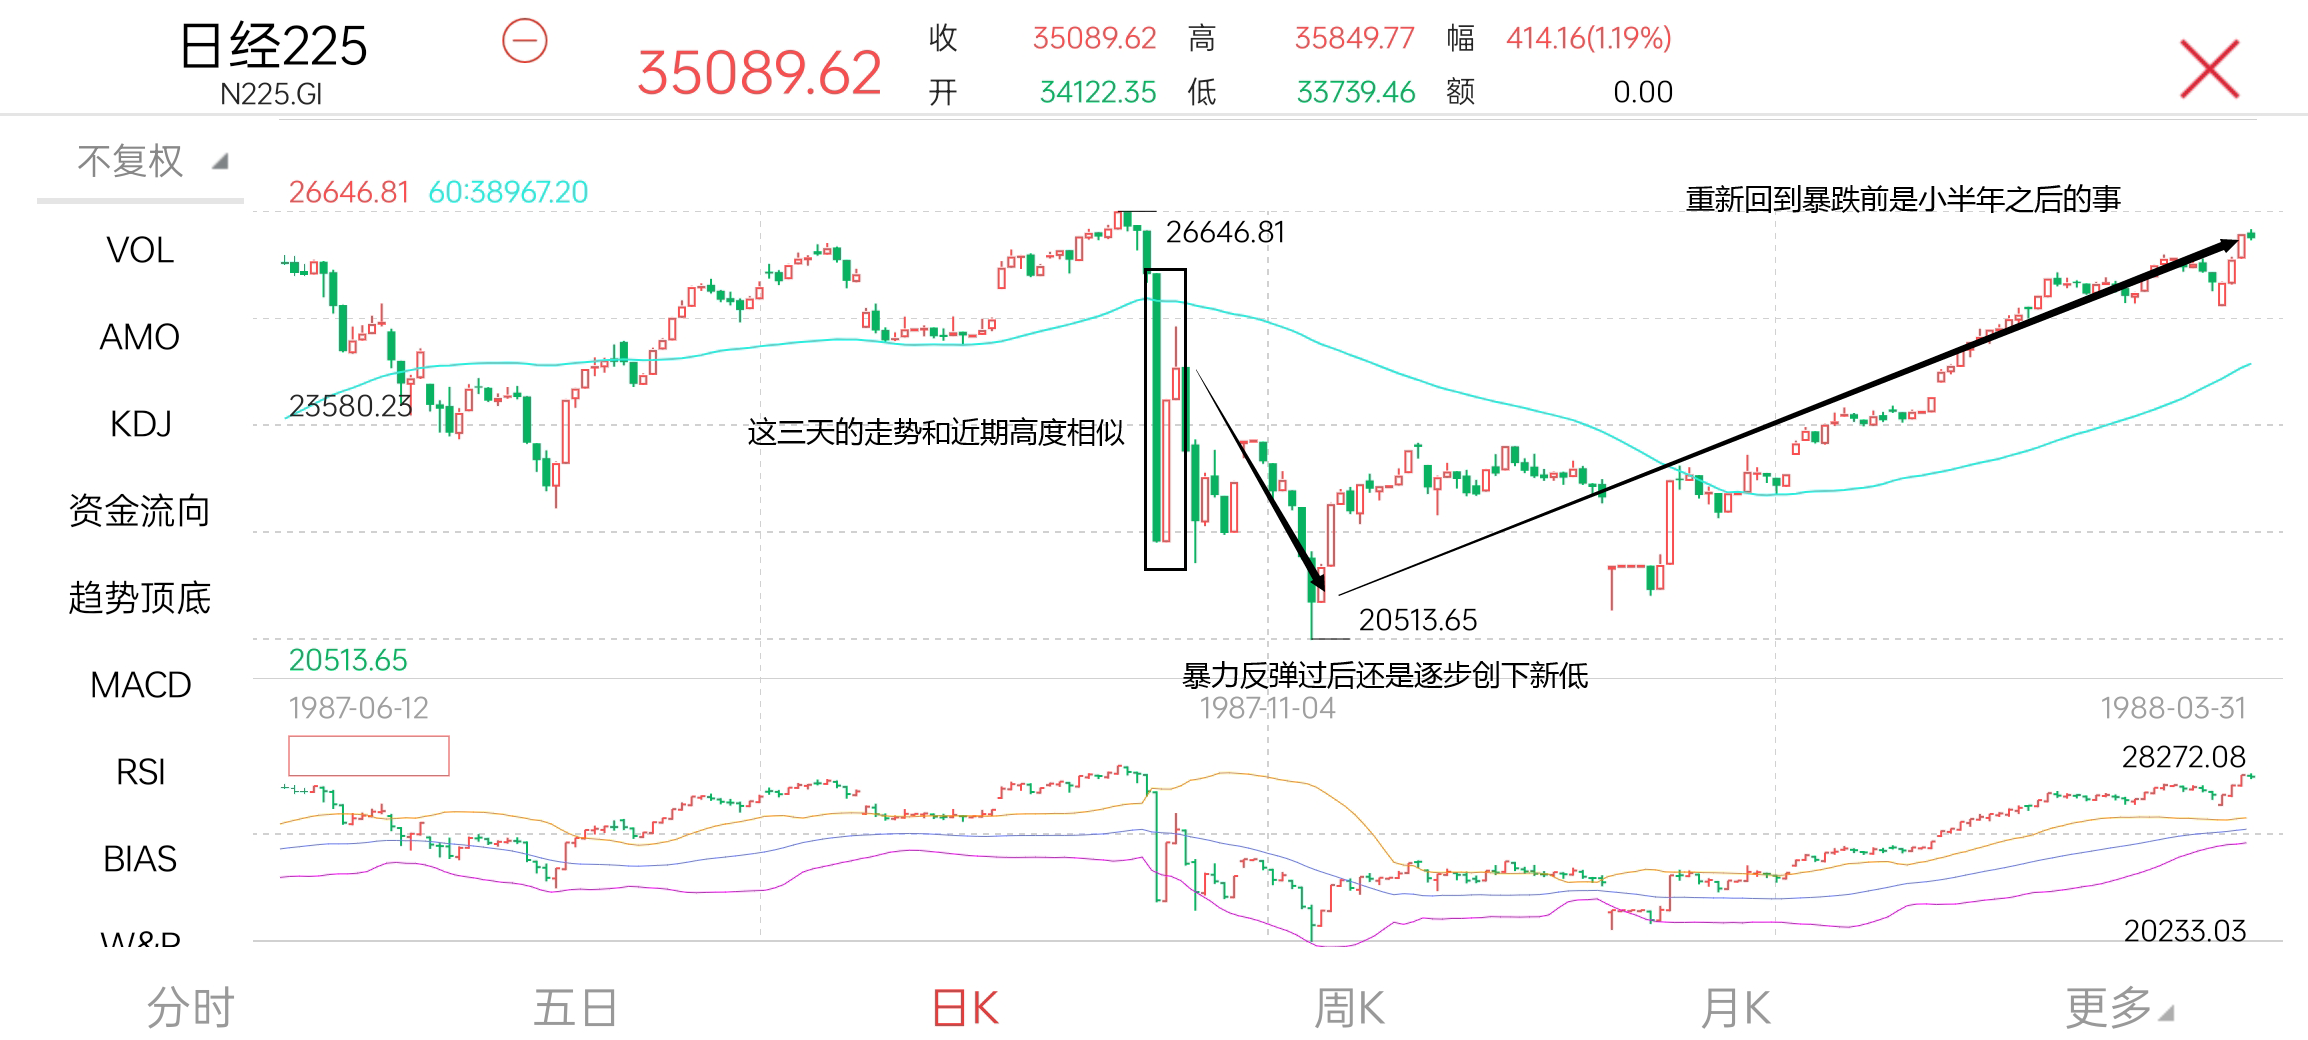 日经225
N225.GI
35089.62
收 35089.62 高 35849.77 幅 414.16(1.19%)
开 34122.35 低 33739.46 额 0.00
不复权
VOL
AMO
KDJ
资金流向
趋势顶底
MACD
RSI
BIAS
W&R
26646.81 60:38967.20
重新回到暴跌前是小半年之后的事
26646.81
23580.23
这三天的走势和近期高度相似
20513.65
20513.65
暴力反弹过后还是逐步创下新低
1987-06-12 1987-11-04 1988-03-31
28272.08
20233.03
分时 五日 日K 周K 月K 更多